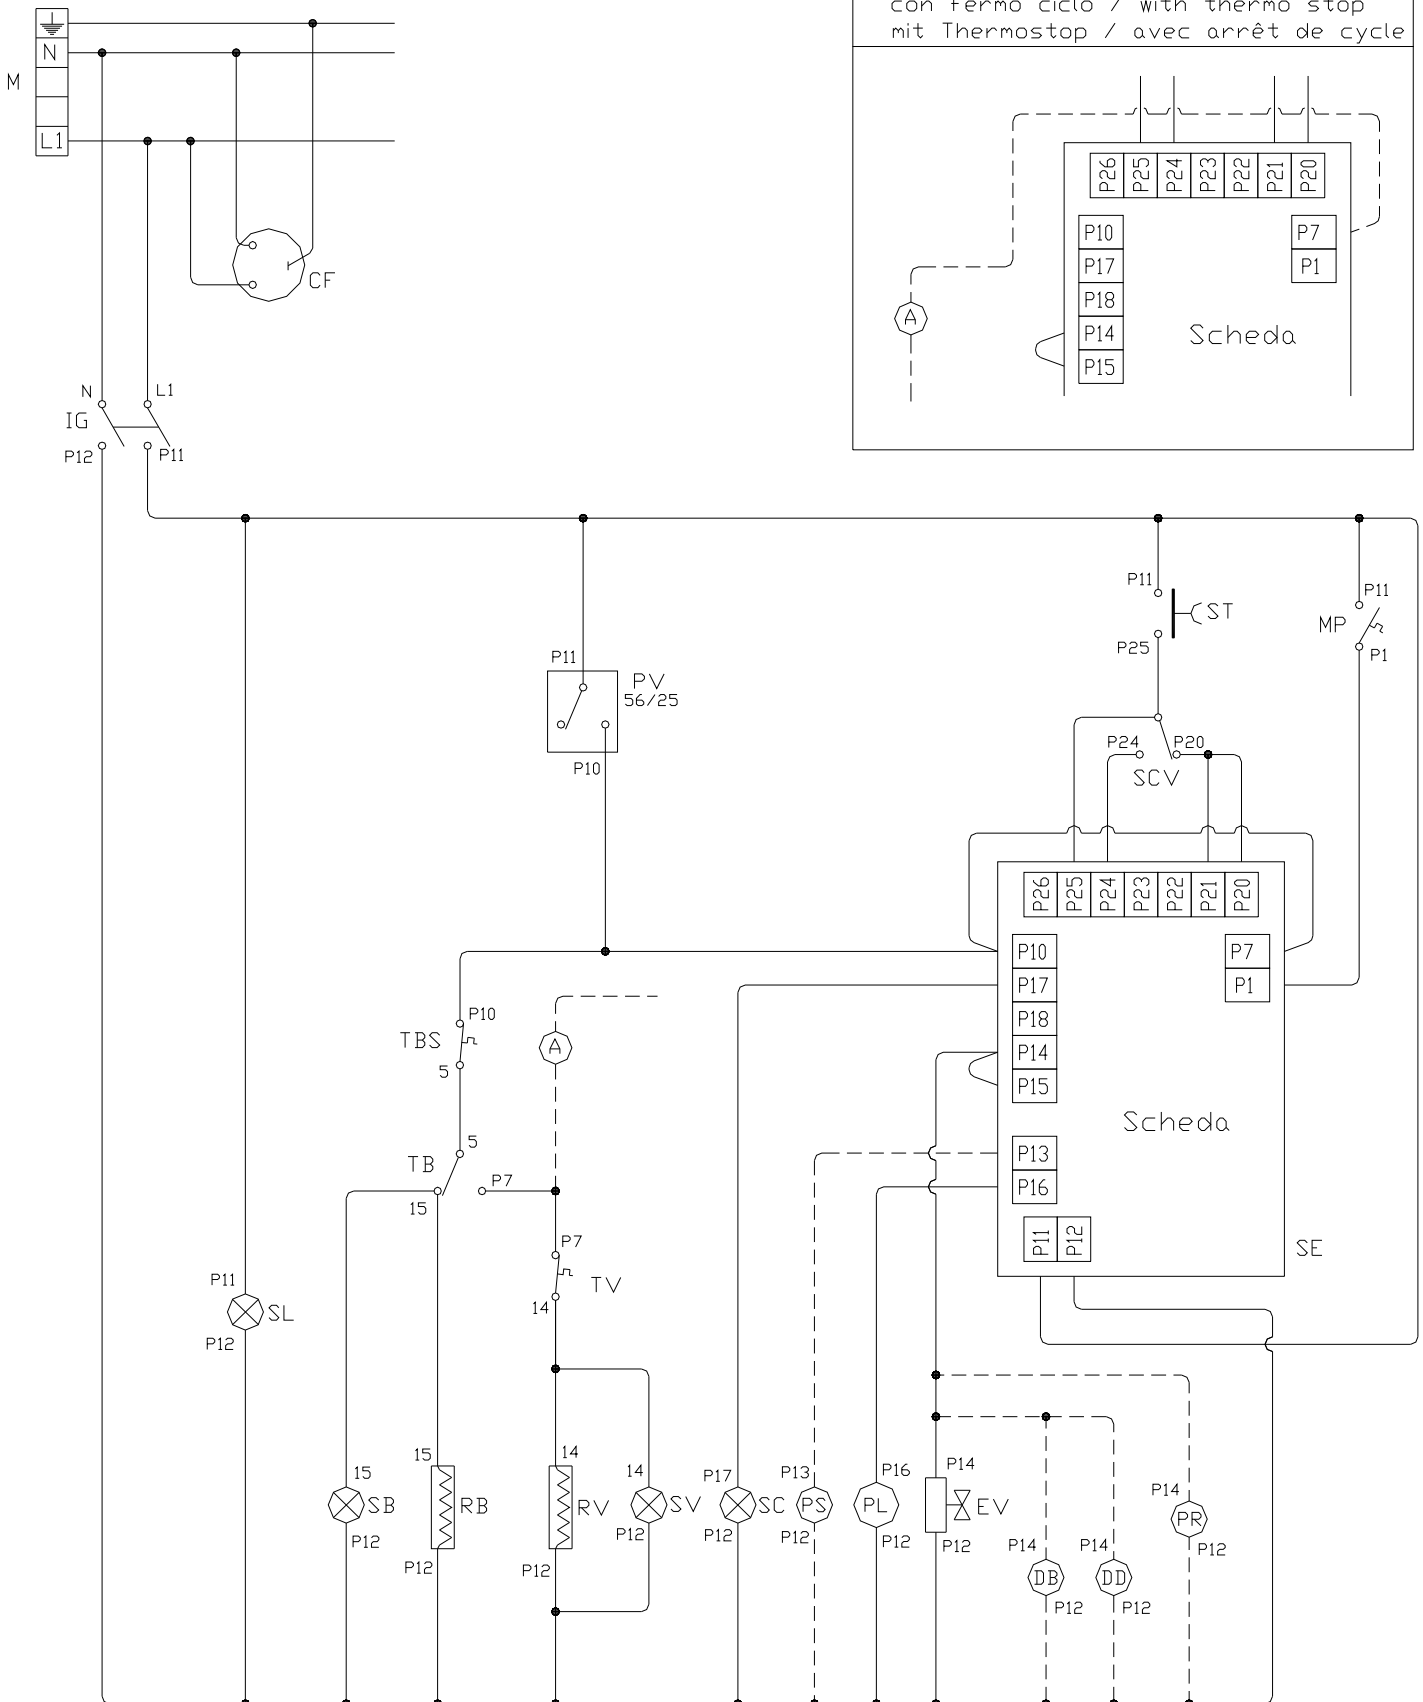 con fermo ciclo / with thermo stop
mit Thermostop / avec arrêt de cycle
N
M
L1
CF
P26 P25 P24 P23 P22 P21 P20
P10
P17
P18
P14
P15
P7
P1
A
Scheda
N
L1
IG
P12
P11
P11
ST
P25
P11
MP
P1
P11
PV
56/25
P10
P24
P20
SCV
P26 P25 P24 P23 P22 P21 P20
P10
P17
P18
P14
P15
P13
P16
P7
P1
Scheda
P11 P12
SE
P10
TBS
5
A
5
TB
15
P7
P7
TV
14
P11
SL
P12
15
SB
P12
15
RB
P12
14
RV
P12
14
SV
P12
P17
SC
P12
P13
PS
P12
P16
PL
P12
P14
EV
P12
P14
DB
P12
P14
DD
P12
P14
PR
P12